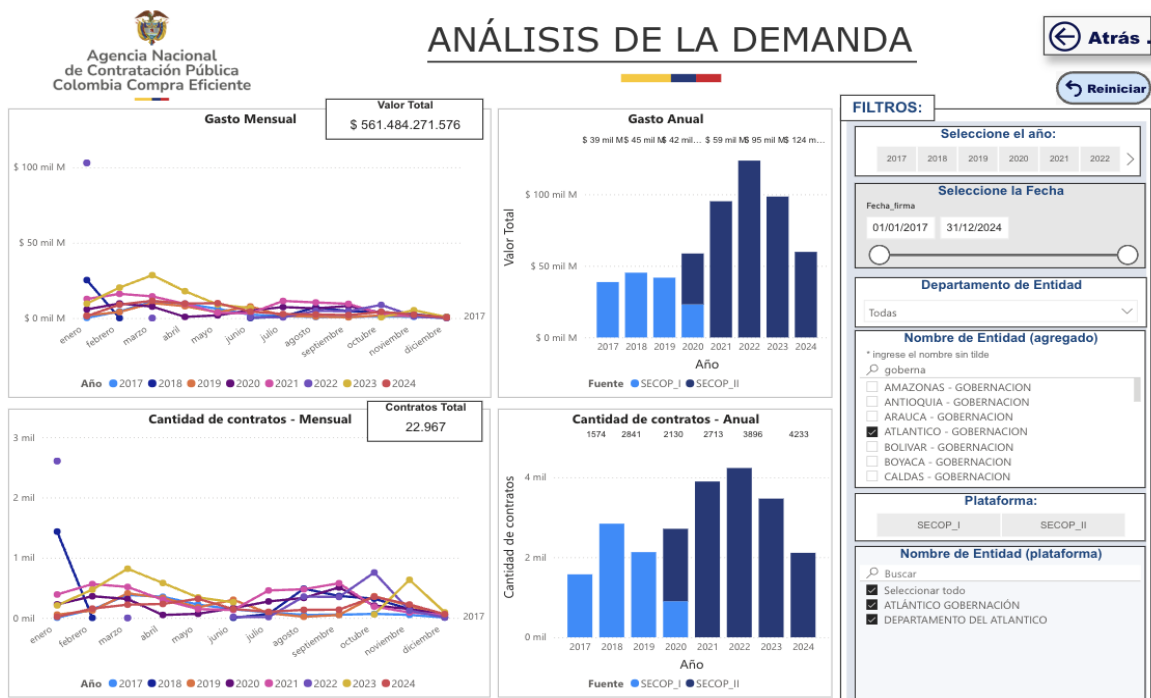 Agencia Nacional
de Contratación Pública
Colombia Compra Eficiente
ANÁLISIS DE LA DEMANDA
Atrás .
Reiniciar
Gasto Mensual
Valor Total
$ 561.484.271.576
$ 100 mil M
$ 50 mil M
$ 0 mil M
enero
febrero
marzo
abril
mayo
junio
julio
agosto
septiembre
octubre
noviembre
diciembre
2017
Año 2017 2018 2019 2020 2021 2022 2023 2024
Gasto Anual
$ 39 mil M $ 45 mil M $ 42 mil... $ 59 mil M $ 95 mil M $ 124 m...
Valor Total
$ 100 mil M
$ 50 mil M
$ 0 mil M
2017 2018 2019 2020 2021 2022 2023 2024
Año
Fuente SECOP_I SECOP_II
Cantidad de contratos - Mensual
Contratos Total
22.967
3 mil
2 mil
1 mil
0 mil
enero
febrero
marzo
abril
mayo
junio
julio
agosto
septiembre
octubre
noviembre
diciembre
2017
Año 2017 2018 2019 2020 2021 2022 2023 2024
Cantidad de contratos - Anual
1574 2841 2130 2713 3896 4233
Cantidad de contratos
4 mil
2 mil
0 mil
2017 2018 2019 2020 2021 2022 2023 2024
Año
Fuente SECOP_I SECOP_II
FILTROS:
Seleccione el año:
2017 2018 2019 2020 2021 2022
Seleccione la Fecha
Fecha_firma
01/01/2017 31/12/2024
Departamento de Entidad
Todas
Nombre de Entidad (agregado)
* ingrese el nombre sin tilde
goberna
AMAZONAS - GOBERNACION
ANTIOQUIA - GOBERNACION
ARAUCA - GOBERNACION
ATLANTICO - GOBERNACION
BOLIVAR - GOBERNACION
BOYACA - GOBERNACION
CALDAS - GOBERNACION
Plataforma:
SECOP_I SECOP_II
Nombre de Entidad (plataforma)
Buscar
Seleccionar todo
ATLÁNTICO GOBERNACIÓN
DEPARTAMENTO DEL ATLANTICO